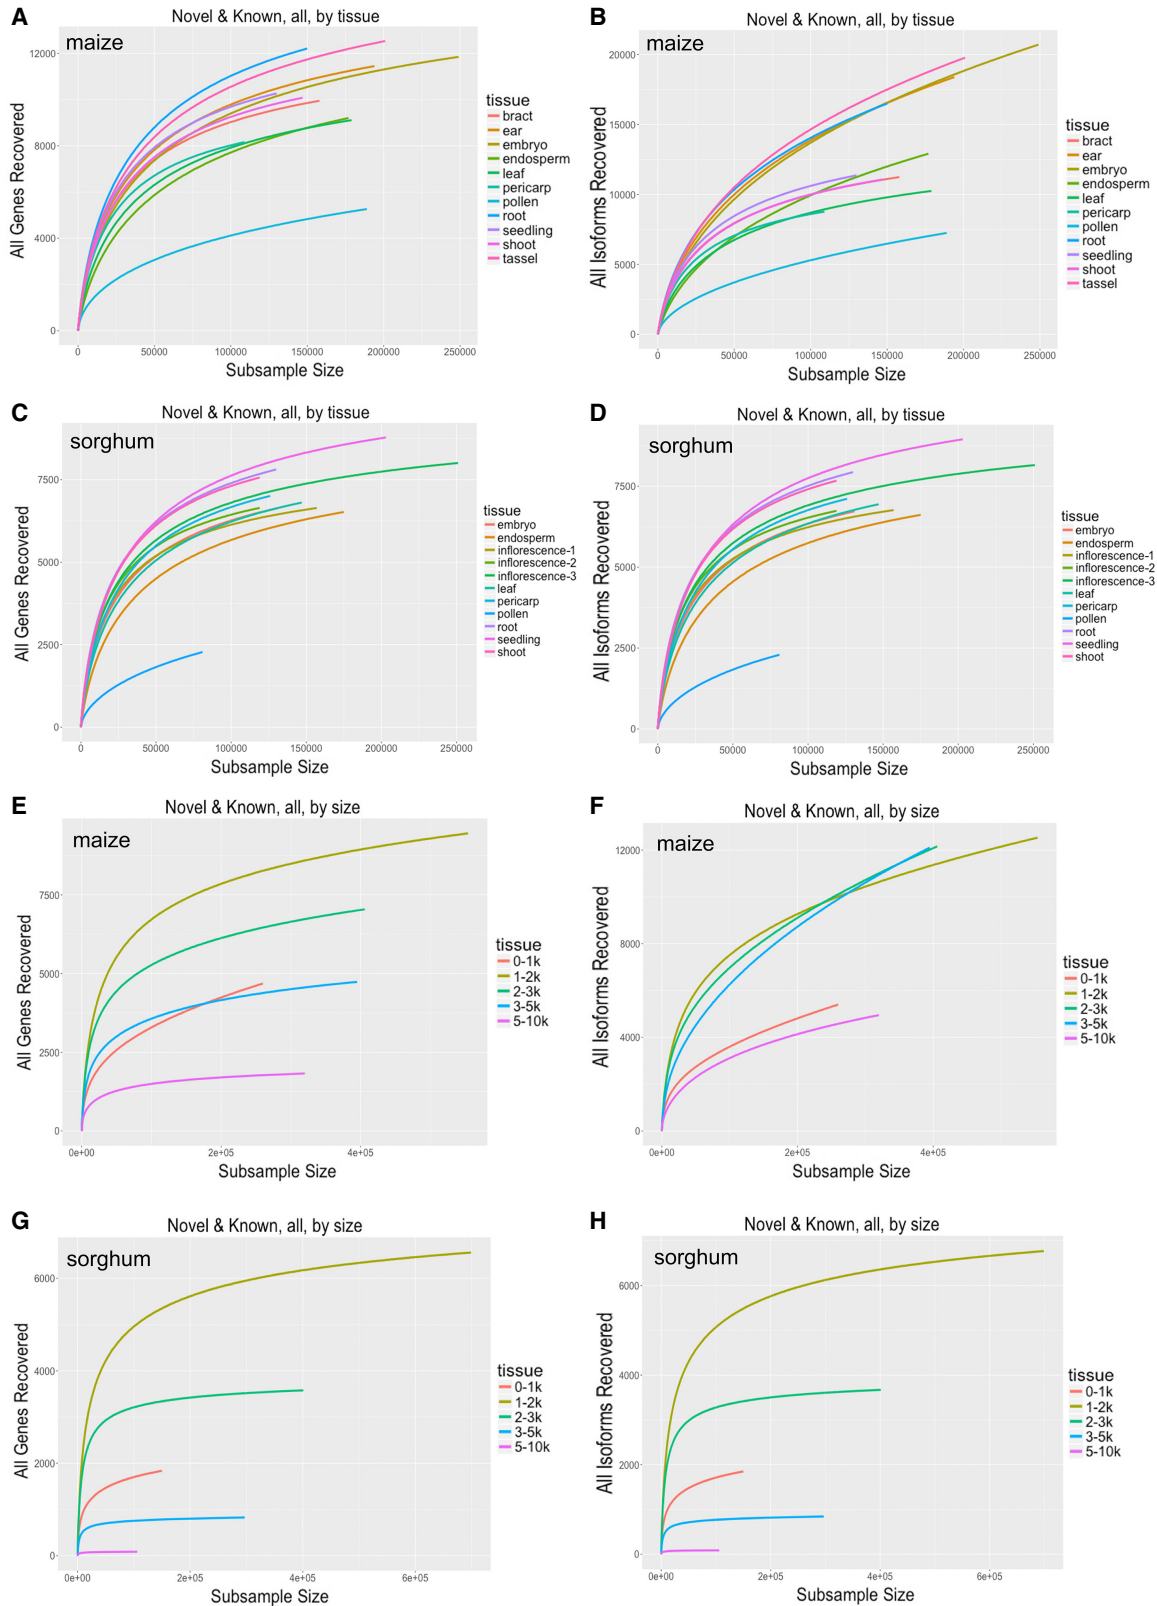 A
Novel & Known, all, by tissue
maize
All Genes Recovered
12000
8000
4000
0
0 50000 100000 150000 200000 250000
Subsample Size
tissue
bract
ear
embryo
endosperm
leaf
pericarp
pollen
root
seedling
shoot
tassel
B
Novel & Known, all, by tissue
maize
All Isoforms Recovered
20000
15000
10000
5000
0
0 50000 100000 150000 200000 250000
Subsample Size
tissue
bract
ear
embryo
endosperm
leaf
pericarp
pollen
root
seedling
shoot
tassel
C
Novel & Known, all, by tissue
sorghum
All Genes Recovered
7500
5000
2500
0
0 50000 100000 150000 200000 250000
Subsample Size
tissue
embryo
endosperm
inflorescence-1
inflorescence-2
inflorescence-3
leaf
pericarp
pollen
root
seedling
shoot
D
Novel & Known, all, by tissue
sorghum
All Isoforms Recovered
7500
5000
2500
0
0 50000 100000 150000 200000 250000
Subsample Size
tissue
embryo
endosperm
inflorescence-1
inflorescence-2
inflorescence-3
leaf
pericarp
pollen
root
seedling
shoot
E
Novel & Known, all, by size
maize
All Genes Recovered
7500
5000
2500
0
0e+00 2e+05 4e+05
Subsample Size
tissue
0-1k
1-2k
2-3k
3-5k
5-10k
F
Novel & Known, all, by size
maize
All Isoforms Recovered
12000
8000
4000
0
0e+00 2e+05 4e+05
Subsample Size
tissue
0-1k
1-2k
2-3k
3-5k
5-10k
G
Novel & Known, all, by size
sorghum
All Genes Recovered
6000
4000
2000
0
0e+00 2e+05 4e+05 6e+05
Subsample Size
tissue
0-1k
1-2k
2-3k
3-5k
5-10k
H
Novel & Known, all, by size
sorghum
All Isoforms Recovered
6000
4000
2000
0
0e+00 2e+05 4e+05 6e+05
Subsample Size
tissue
0-1k
1-2k
2-3k
3-5k
5-10k